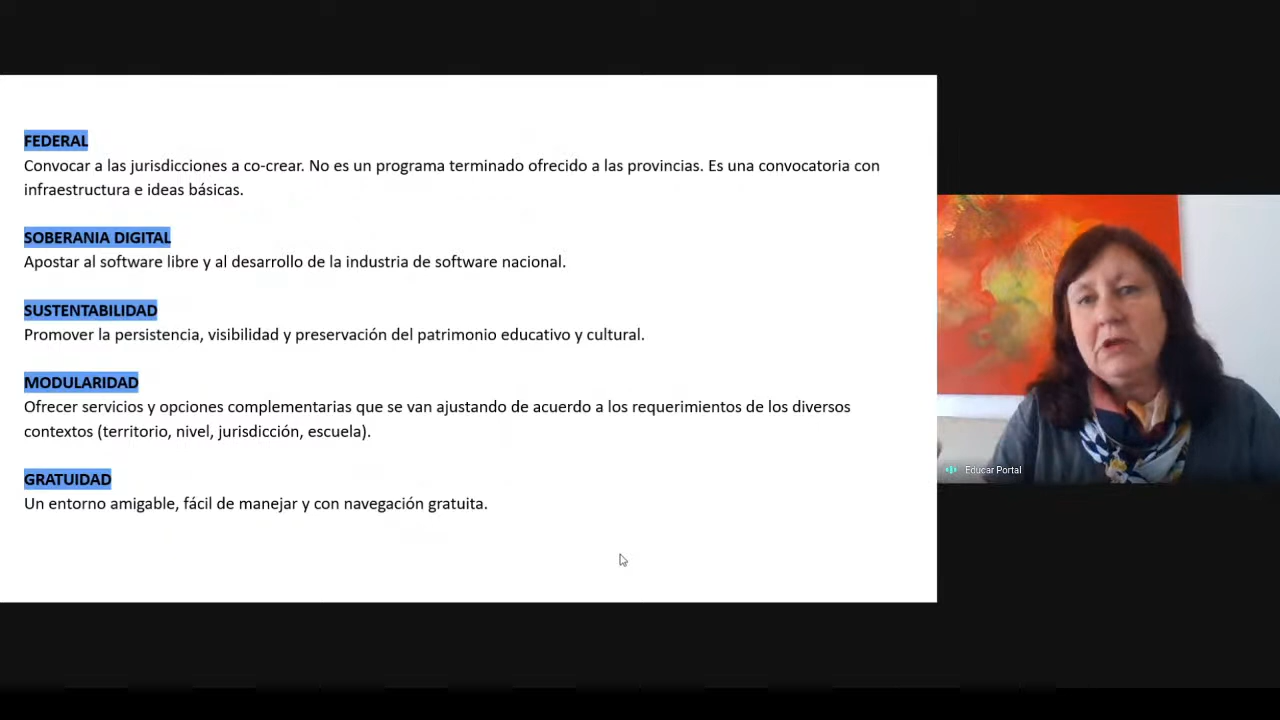 FEDERAL
Convocar a las jurisdicciones a co-crear. No es un programa terminado ofrecido a las provincias. Es una convocatoria con
infraestructura e ideas básicas.
SOBERANIA DIGITAL
Apostar al software libre y al desarrollo de la industria de software nacional.
SUSTENTABILIDAD
Promover la persistencia, visibilidad y preservación del patrimonio educativo y cultural.
MODULARIDAD
Ofrecer servicios y opciones complementarias que se van ajustando de acuerdo a los requerimientos de los diversos
contextos (territorio, nivel, jurisdicción, escuela).
GRATUIDAD
Un entorno amigable, fácil de manejar y con navegación gratuita.
Educar Portal